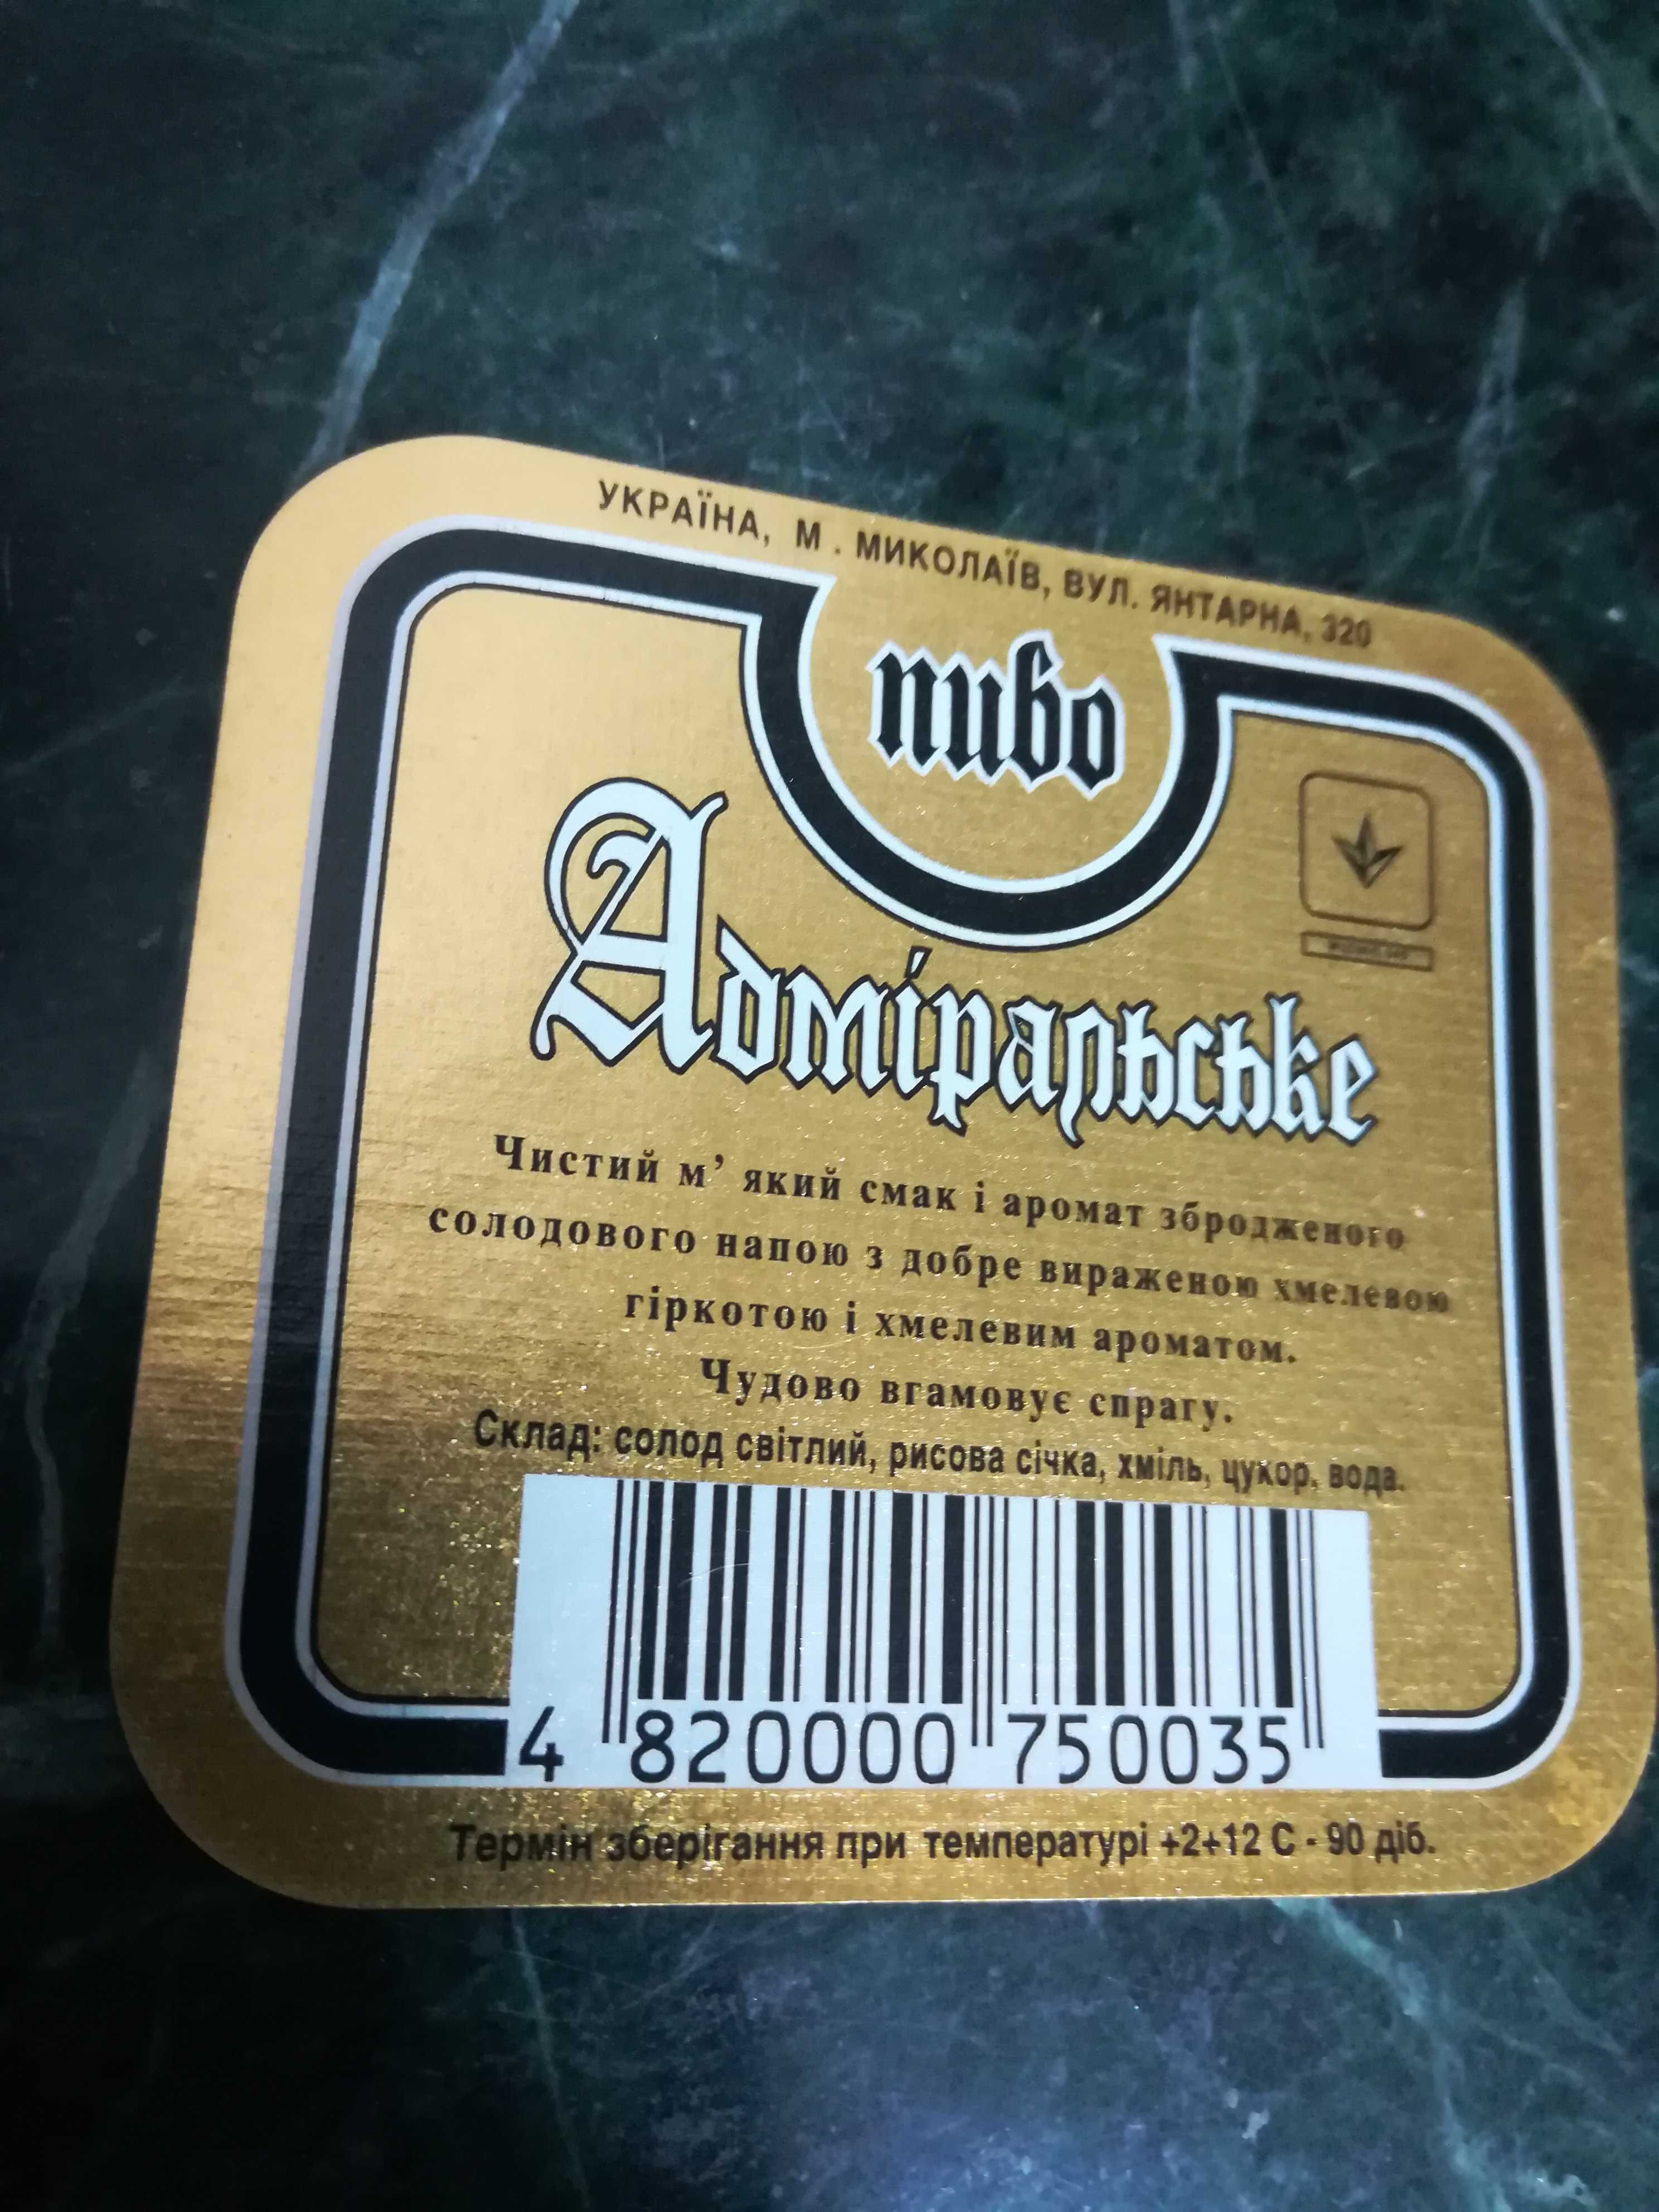 УКРАЇНА, М. МИКОЛАЇВ, ВУЛ. ЯНТАРНА, 320
пиво
Адміральське
Чистий м’ який смак і аромат збродженого
солодового напою з добре вираженою хмелевою
гіркотою і хмелевим ароматом.
Чудово вгамовує спрагу.
Склад: солод світлий, рисова січка, хміль, цукор, вода.
4 820000 750035
Термін зберігання при температурі +2+12 С - 90 діб.